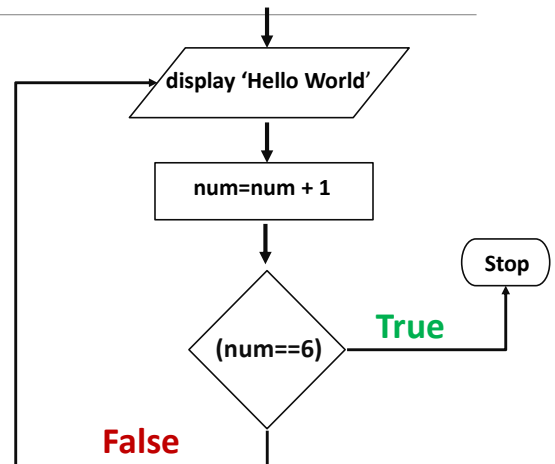 display ‘Hello World’
num=num + 1
Stop
True
(num==6)
False